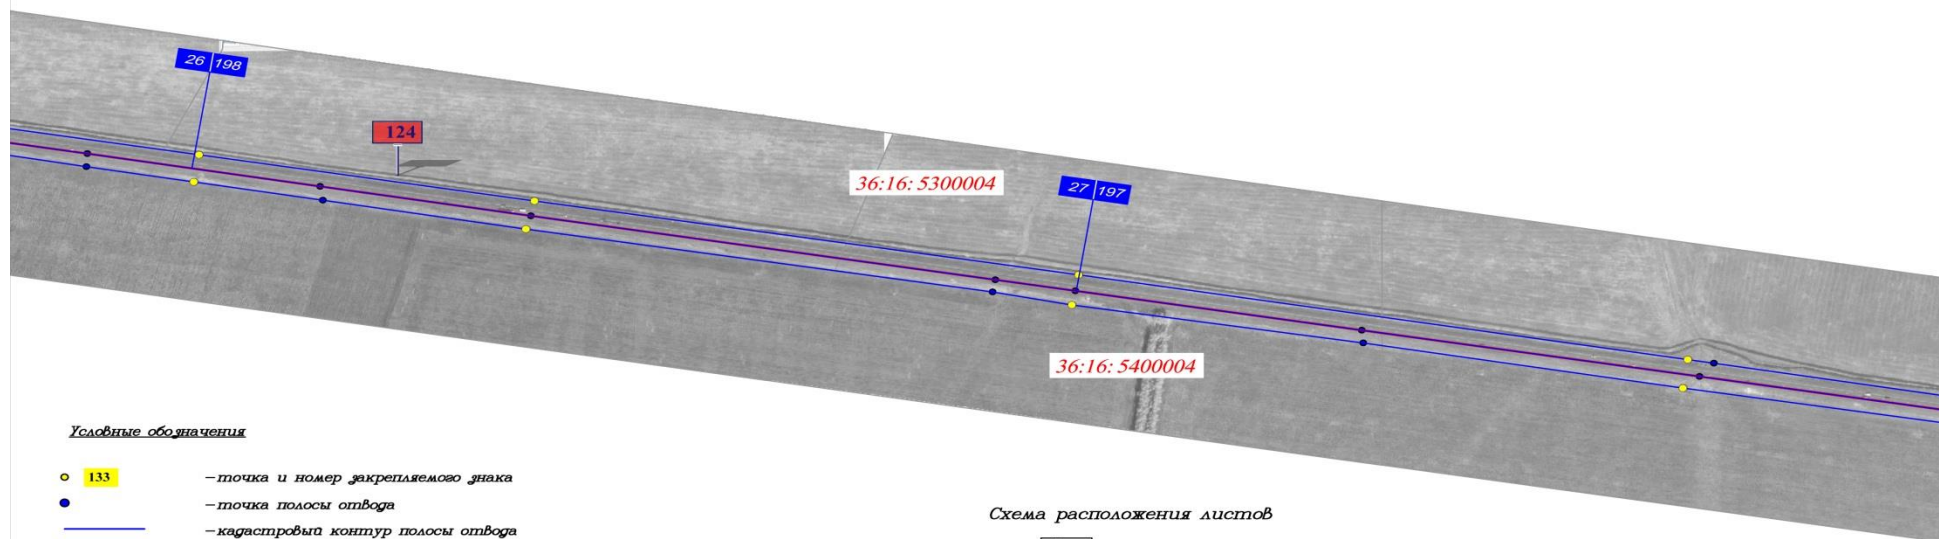 26 198
124
36:16:5300004
27 197
36:16:5400004
Условные обозначения
133
– точка и номер закрепляемого знака
– точка полосы отвода
– кадастровый контур полосы отвода
Схема расположения листов